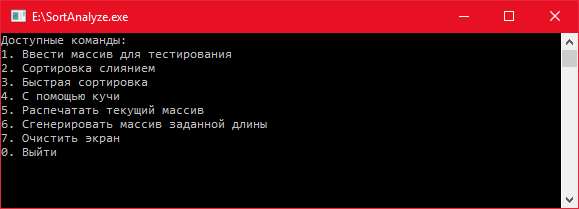 E:\SortAnalyze.exe
Доступные команды:
1. Ввести массив для тестирования
2. Сортировка слиянием
3. Быстрая сортировка
4. С помощью кучи
5. Распечатать текущий массив
6. Сгенерировать массив заданной длины
7. Очистить экран
0. Выйти